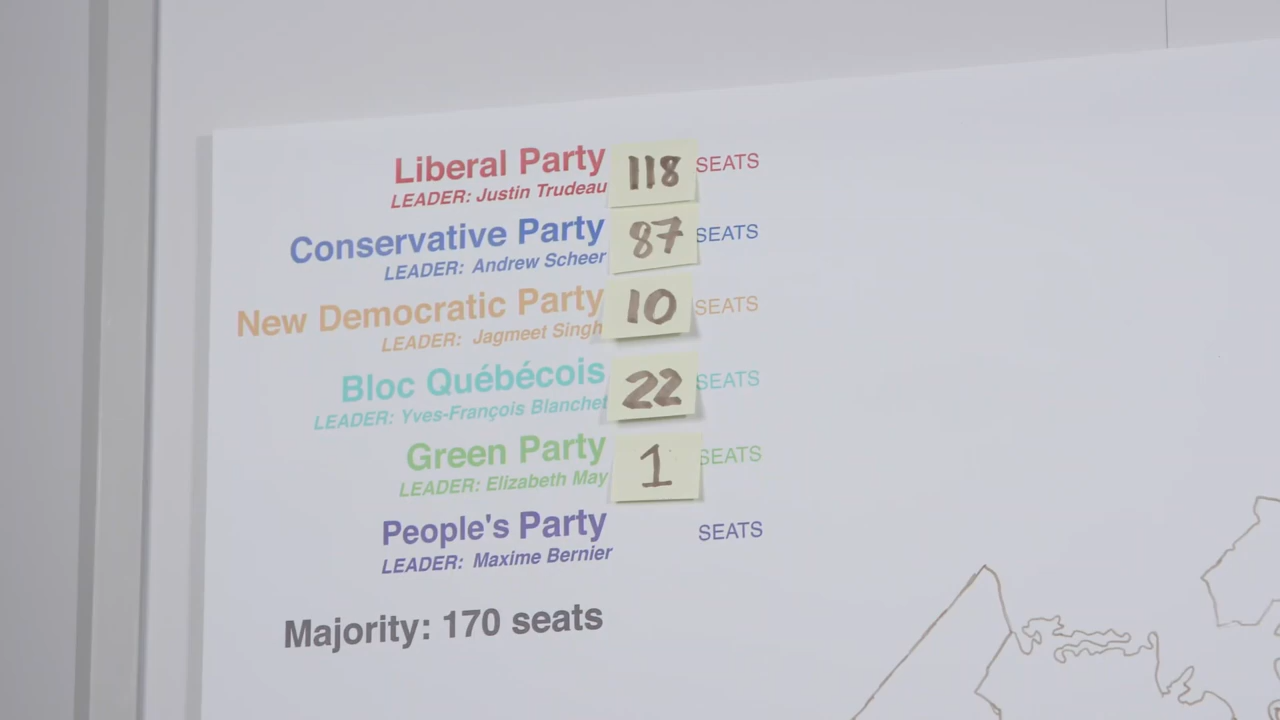 Liberal Party 118 SEATS
LEADER: Justin Trudeau
Conservative Party 87 SEATS
LEADER: Andrew Scheer
New Democratic Party 10 SEATS
LEADER: Jagmeet Singh
Bloc Québécois 22 SEATS
LEADER: Yves-François Blanchet
Green Party 1 SEATS
LEADER: Elizabeth May
People's Party SEATS
LEADER: Maxime Bernier
Majority: 170 seats